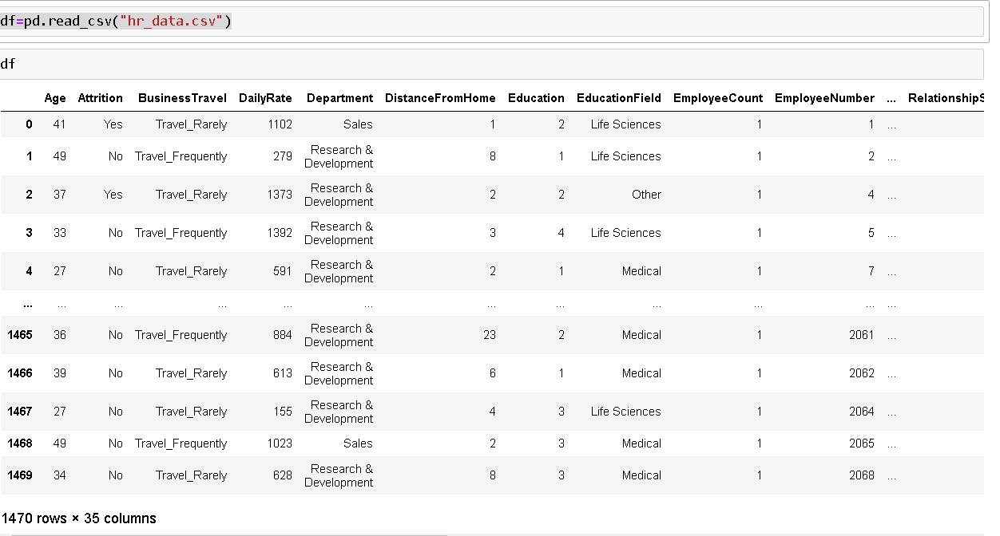 df=pd.read_csv("hr_data.csv")
df
Age Attrition BusinessTravel DailyRate Department DistanceFromHome Education EducationField EmployeeCount EmployeeNumber ... RelationshipS
0 41 Yes Travel_Rarely 1102 Sales 1 2 Life Sciences 1 1 ...
1 49 No Travel_Frequently 279 Research & Development 8 1 Life Sciences 1 2 ...
2 37 Yes Travel_Rarely 1373 Research & Development 2 2 Other 1 4 ...
3 33 No Travel_Frequently 1392 Research & Development 3 4 Life Sciences 1 5 ...
4 27 No Travel_Rarely 591 Research & Development 2 1 Medical 1 7 ...
... ... ... ... ... ... ... ... ... ... ... ...
1465 36 No Travel_Frequently 884 Research & Development 23 2 Medical 1 2061 ...
1466 39 No Travel_Rarely 613 Research & Development 6 1 Medical 1 2062 ...
1467 27 No Travel_Rarely 155 Research & Development 4 3 Life Sciences 1 2064 ...
1468 49 No Travel_Frequently 1023 Sales 2 3 Medical 1 2065 ...
1469 34 No Travel_Rarely 628 Research & Development 8 3 Medical 1 2068 ...
1470 rows × 35 columns